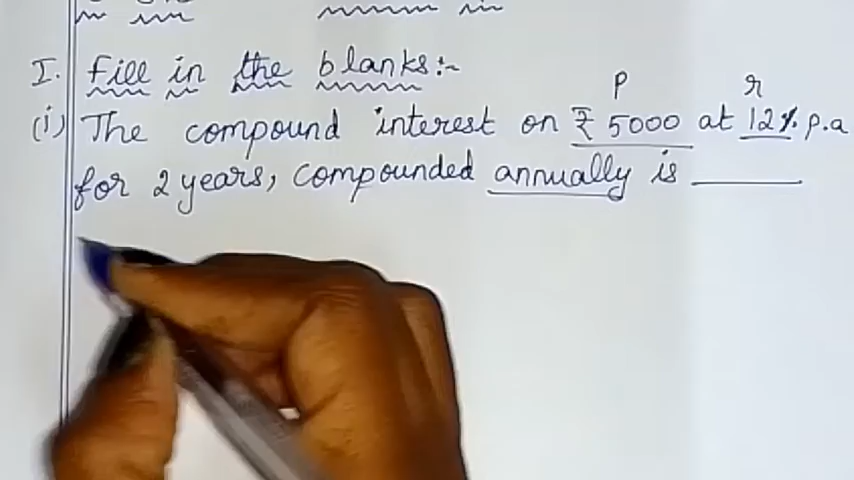 I. Fill in the blanks:-
P r
(i) The compound interest on ₹ 5000 at 12% p.a
for 2 years, compounded annually is ______